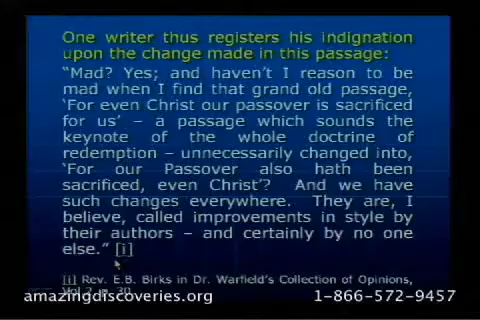 One writer thus registers his indignation
upon the change made in this passage:
“Mad? Yes; and haven’t I reason to be
mad when I find that grand old passage,
‘For even Christ our passover is sacrificed
for us’ – a passage which sounds the
keynote of the whole doctrine of
redemption – unnecessarily changed into,
‘For our Passover also hath been
sacrificed, even Christ’? And we have
such changes everywhere. They are, I
believe, called improvements in style by
their authors – and certainly by no one
else.” [i]
[i] Rev. E.B. Birks in Dr. Warfield’s Collection of Opinions,
Vol 2 p. 30
amazingdiscoveries.org 1-866-572-9457